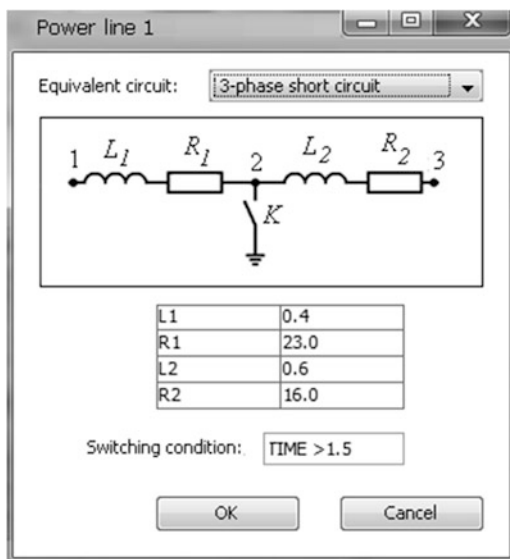 Power line 1
Equivalent circuit: 3-phase short circuit
1 L1 R1 2 L2 R2 3
K
L1 0.4
R1 23.0
L2 0.6
R2 16.0
Switching condition: TIME >1.5
OK Cancel